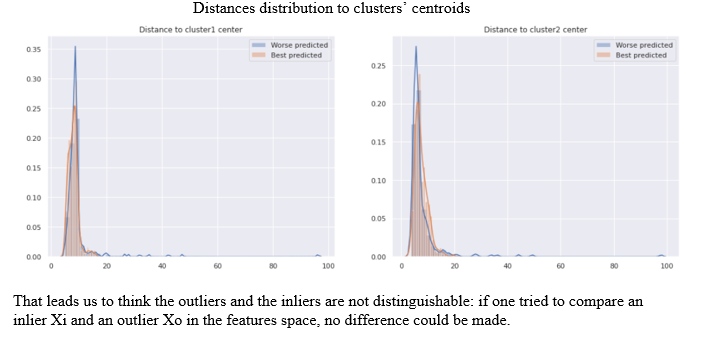 Distances distribution to clusters’ centroids
Distance to cluster1 center
Worse predicted
Best predicted
0.35
0.30
0.25
0.20
0.15
0.10
0.05
0.00
0 20 40 60 80 100
Distance to cluster2 center
Worse predicted
Best predicted
0.25
0.20
0.15
0.10
0.05
0.00
0 20 40 60 80 100
That leads us to think the outliers and the inliers are not distinguishable: if one tried to compare an
inlier Xi and an outlier Xo in the features space, no difference could be made.